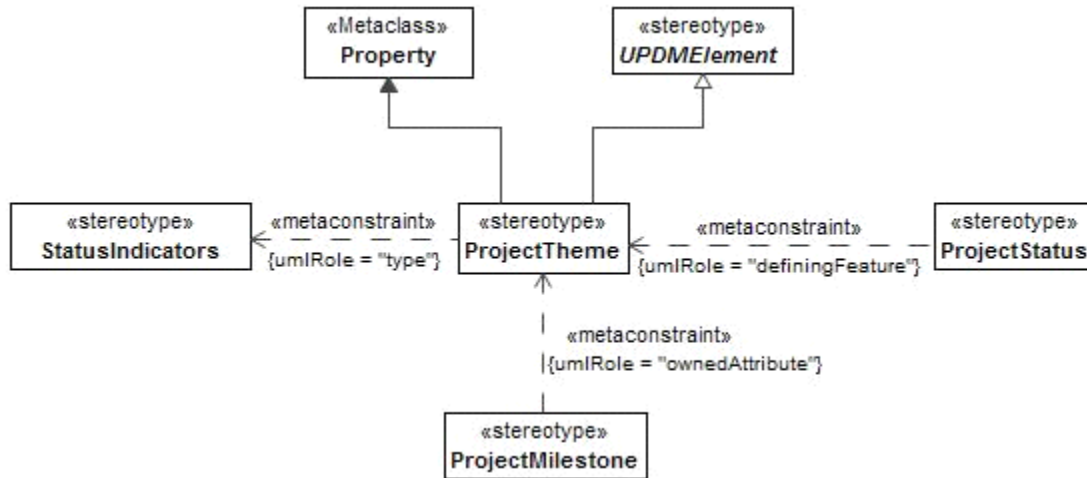 «Metaclass»
Property
«stereotype»
UPDMElement
«stereotype»
StatusIndicators
«metaconstraint»
{umlRole = "type"}
«stereotype»
ProjectTheme
«metaconstraint»
{umlRole = "definingFeature"}
«stereotype»
ProjectStatus
«metaconstraint»
{umlRole = "ownedAttribute"}
«stereotype»
ProjectMilestone